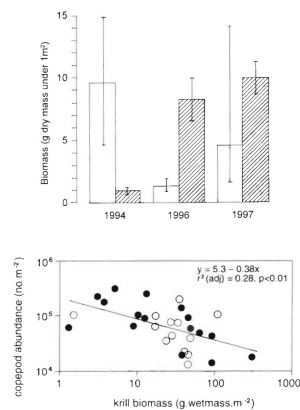 15
10
5
0
Biomass (g dry mass under 1m²)
1994 1996 1997
y = 5.3 – 0.38x
r²(adj) = 0.28. p<0.01
10⁶
10⁵
10⁴
copepod abundance (no.m⁻²)
1 10 100 1000
krill biomass (g.wetmass.m⁻²)